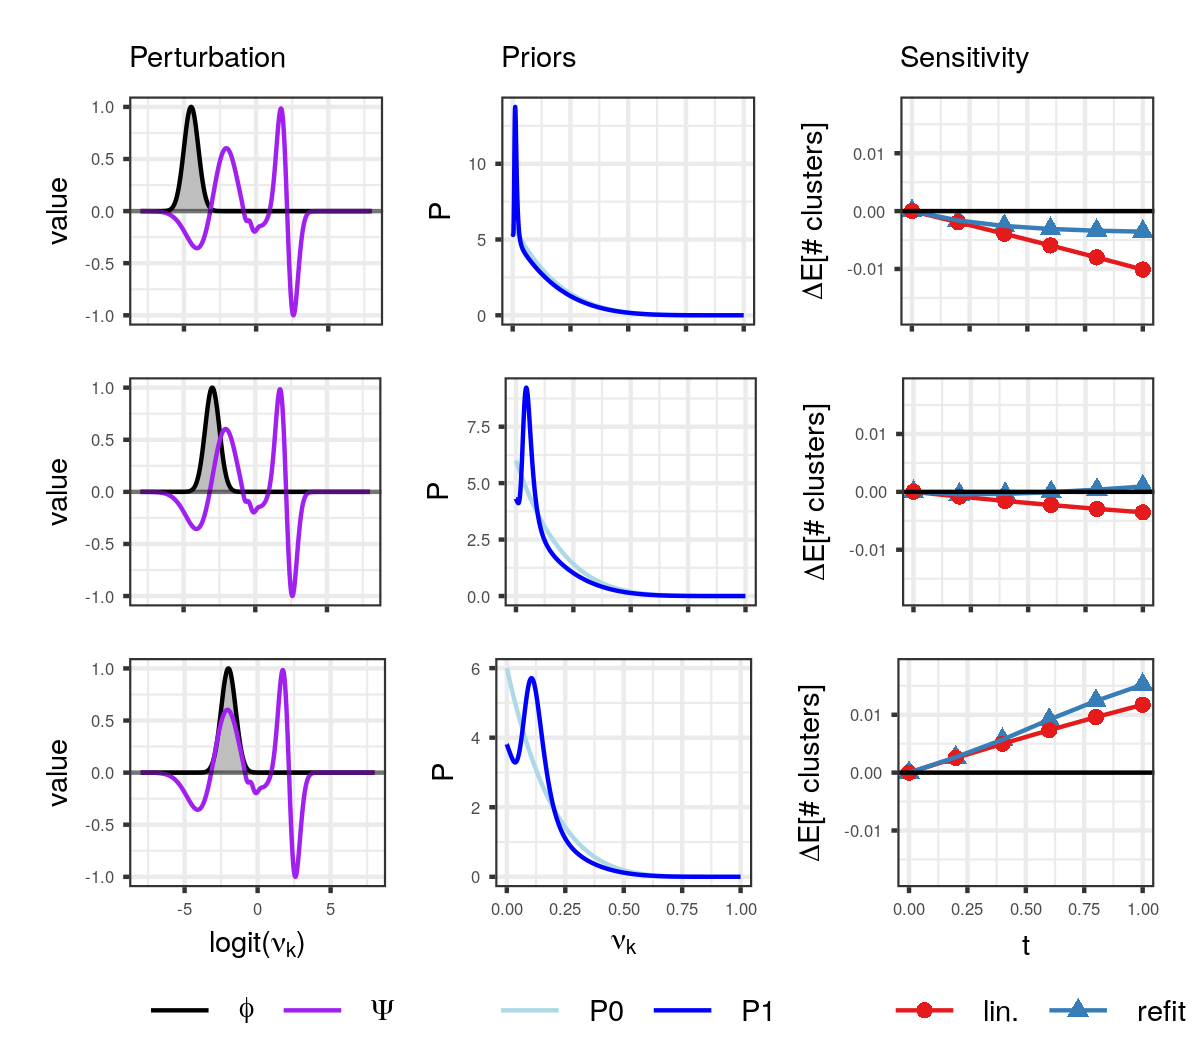 Perturbation Priors Sensitivity
value
1.0
0.5
0.0
-0.5
-1.0
P
10
5
0
ΔE[# clusters]
0.01
0.00
-0.01
value
1.0
0.5
0.0
-0.5
-1.0
P
7.5
5.0
2.5
0.0
ΔE[# clusters]
0.01
0.00
-0.01
value
1.0
0.5
0.0
-0.5
-1.0
P
6
4
2
0
ΔE[# clusters]
0.01
0.00
-0.01
-5 0 5
0.00 0.25 0.50 0.75 1.00
0.00 0.25 0.50 0.75 1.00
logit(νk) νk t
ϕ Ψ P0 P1 lin. refit